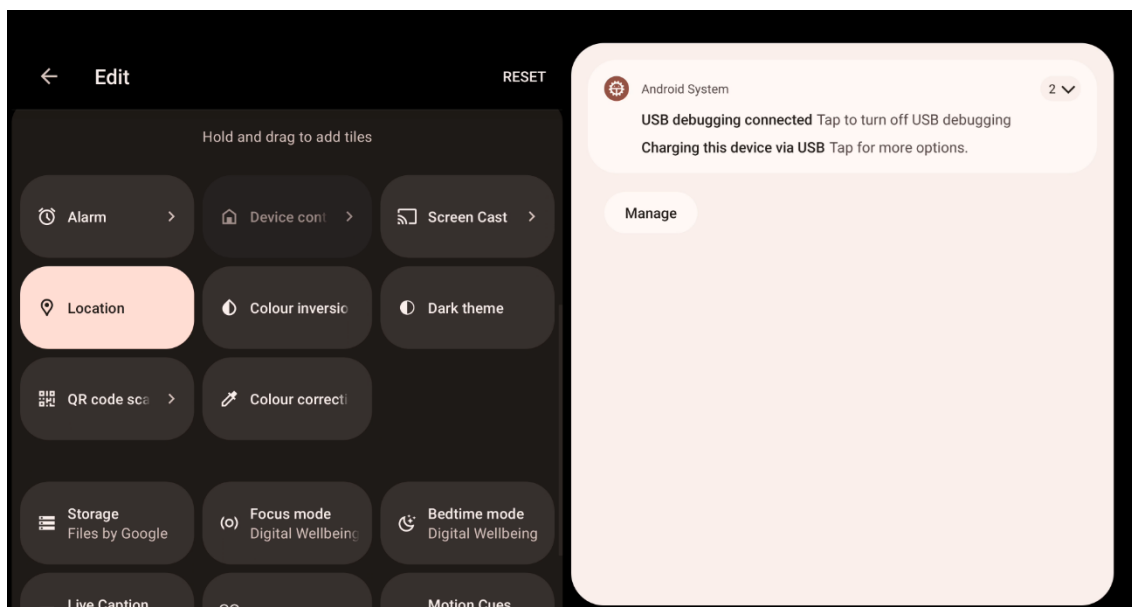 Edit
RESET
Hold and drag to add tiles
Alarm
Device cont
Screen Cast
Location
Colour inversio
Dark theme
QR code sca
Colour correcti
Storage
Files by Google
Focus mode
Digital Wellbeing
Bedtime mode
Digital Wellbeing
Live Caption
Motion Cues
Android System
2
USB debugging connected Tap to turn off USB debugging
Charging this device via USB Tap for more options.
Manage